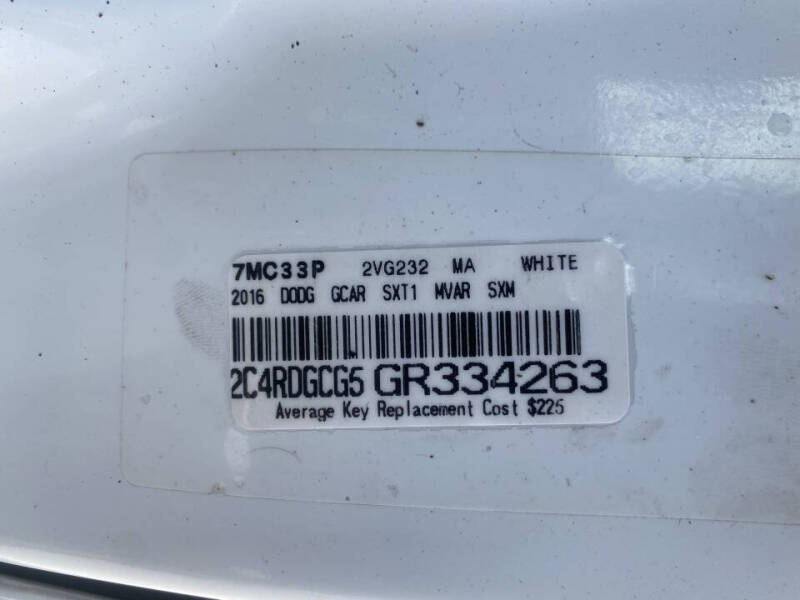 7MC33P 2VG232 MA WHITE
2016 DODG GCAR SXT1 MVAR SXM
2C4RDGCG5 GR334263
Average Key Replacement Cost $225